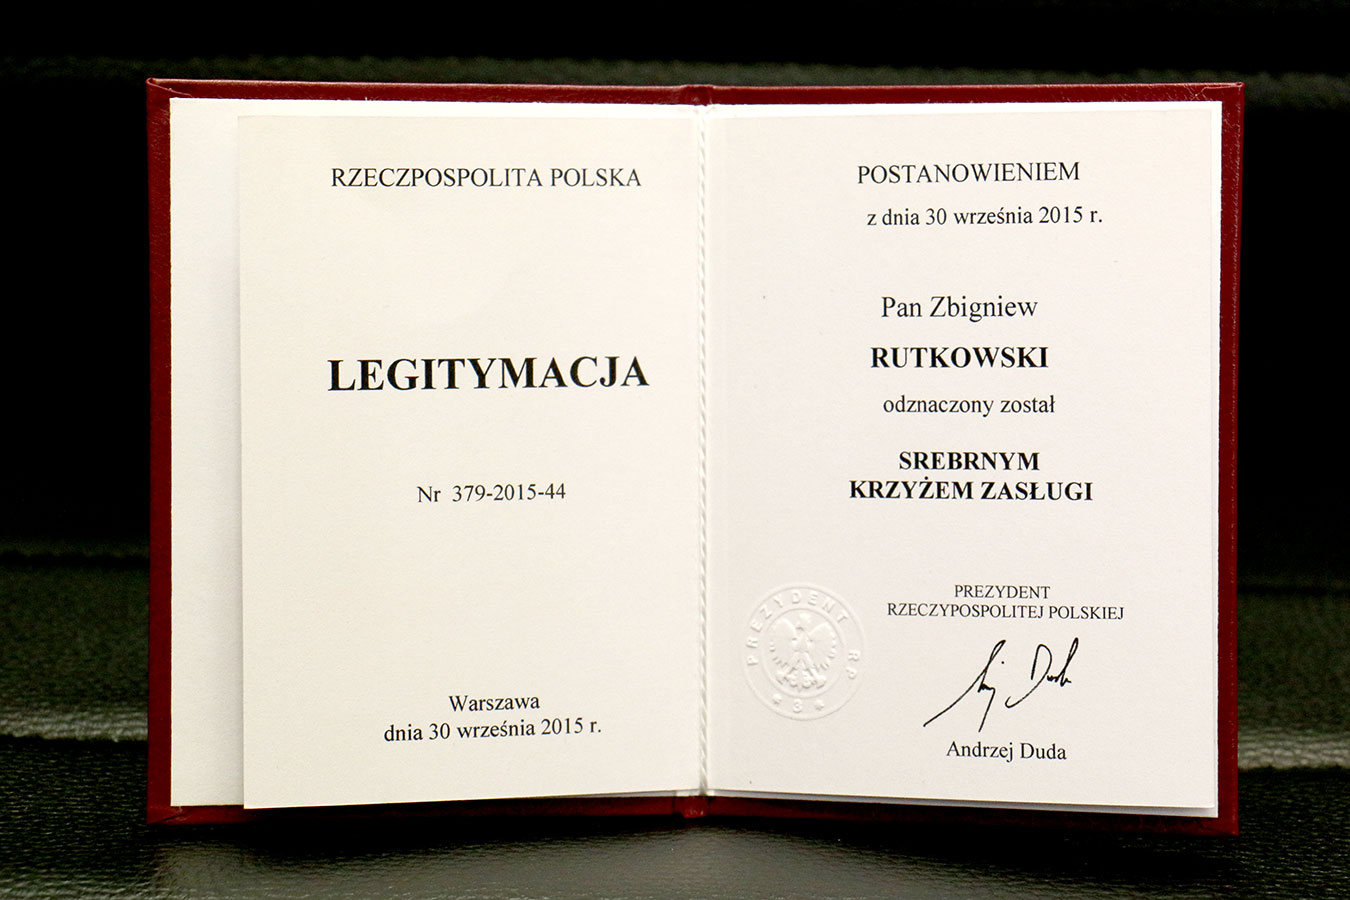 RZECZPOSPOLITA POLSKA
LEGITYMACJA
Nr 379-2015-44
Warszawa
dnia 30 września 2015 r.
POSTANOWIENIEM
z dnia 30 września 2015 r.
Pan Zbigniew
RUTKOWSKI
odznaczony został
SREBRNYM
KRZYŻEM ZASŁUGI
PREZYDENT
RZECZYPOSPOLITEJ POLSKIEJ
Andrzej Duda
PREZYDENT RP
* 3 *